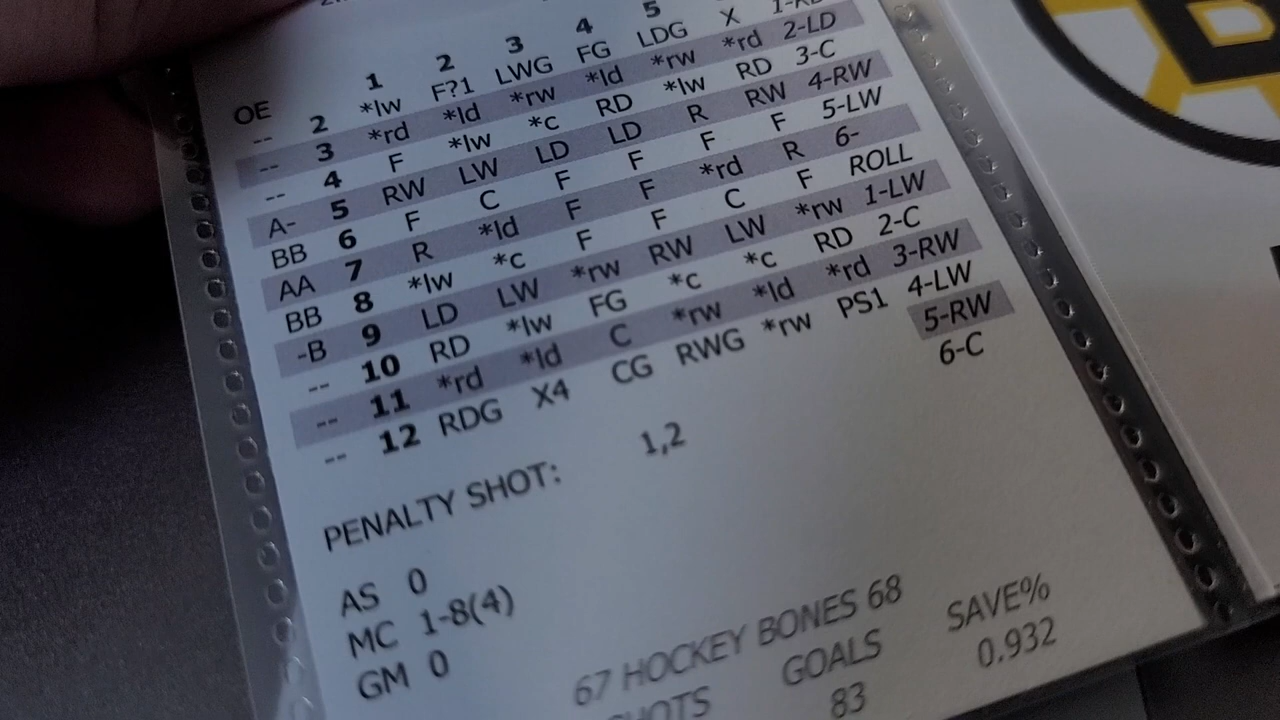 OE 1 2 3 4 5
-- 2 *lw F?1 LWG FG LDG X
-- 3 *rd *ld *rw *ld *rw *rd 2-LD
-- 4 F *lw *c RD *lw RD 3-C
A- 5 RW LW LD LD R RW 4-RW
BB 6 F C F F F F 5-LW
AA 7 R *ld F F *rd R 6-
BB 8 *lw *c F F C F ROLL
-B 9 LD LW *rw RW LW *rw 1-LW
-- 10 RD *lw FG *c *c RD 2-C
-- 11 *rd *ld C *rw *ld *rd 3-RW
-- 12 RDG X4 CG RWG *rw PS1 4-LW
5-RW
6-C
PENALTY SHOT: 1,2
AS 0
MC 1-8(4)
GM 0
67 HOCKEY BONES 68
GOALS SAVE%
83 0.932